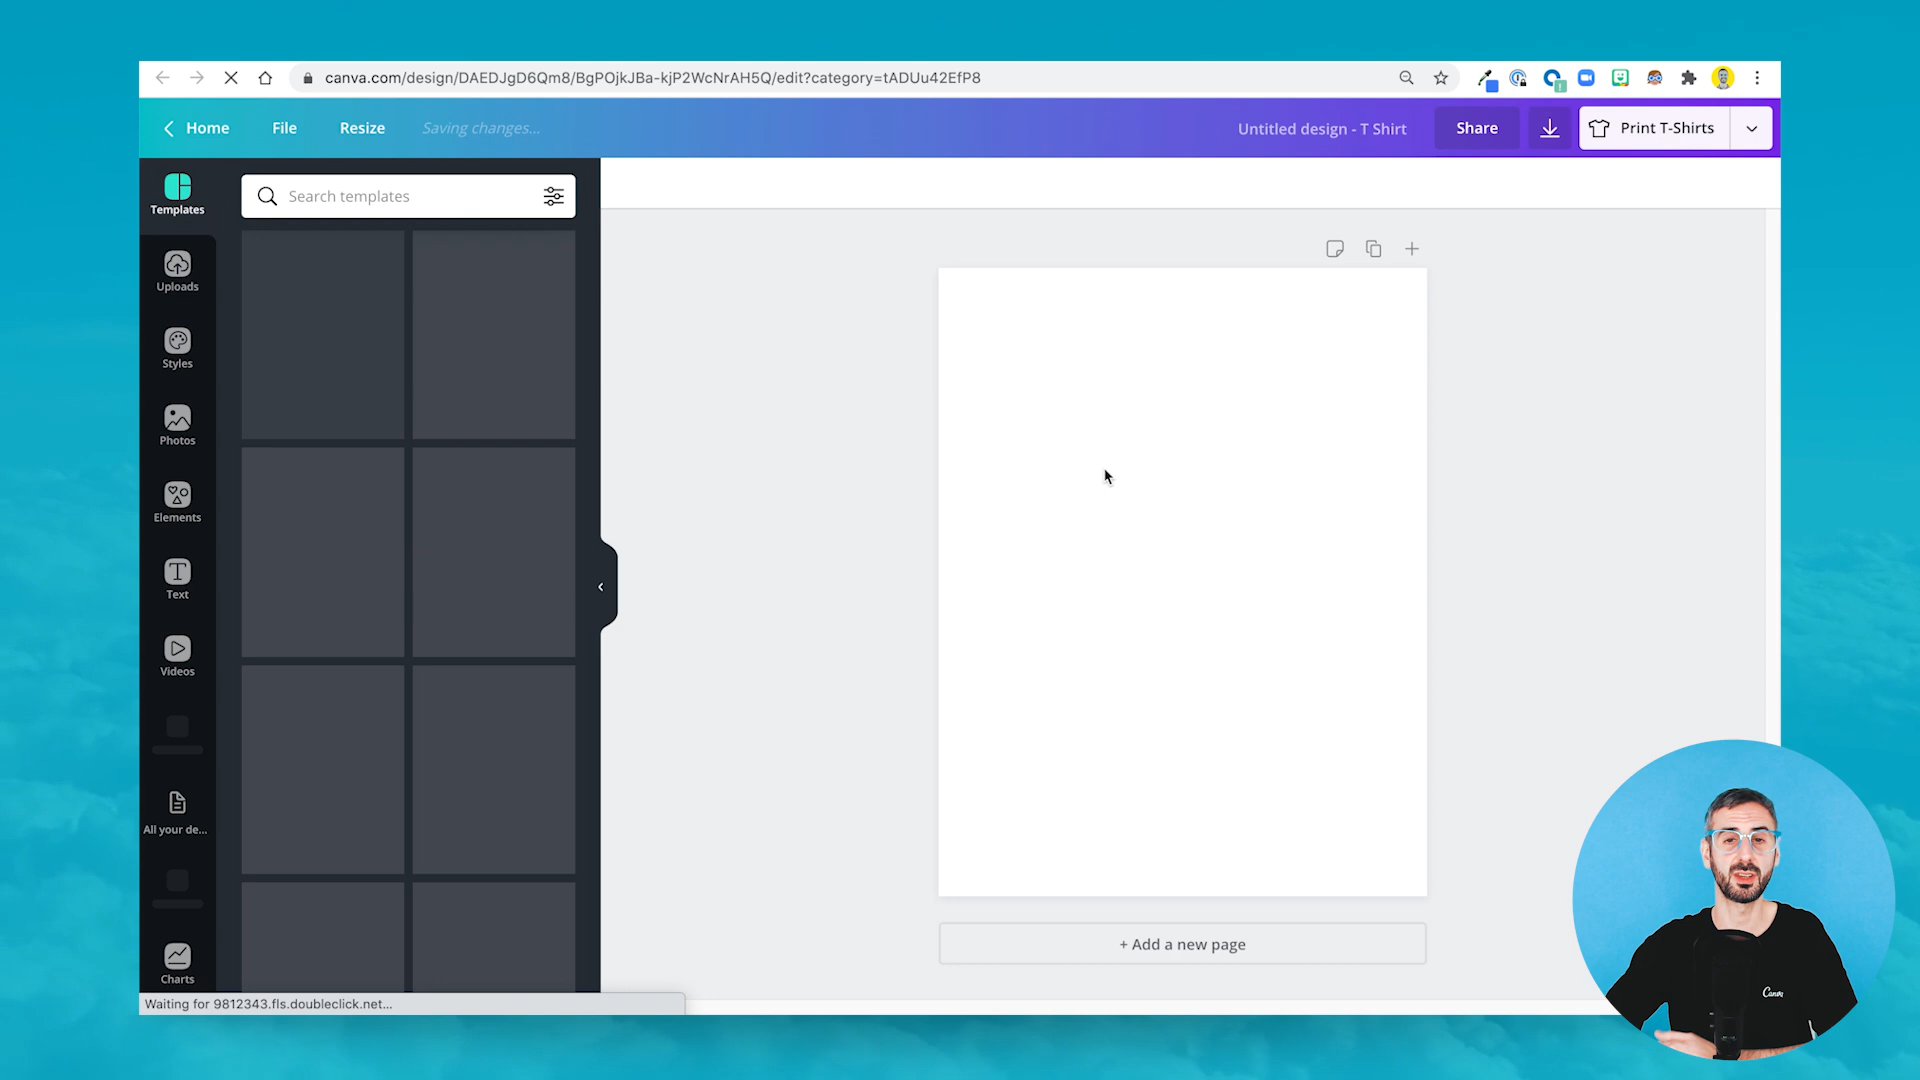 canva.com/design/DAEDJgD6Qm8/BgPOjkJBa-kjP2WcNrAH5Q/edit?category=tADUu42EfP8
Home File Resize Saving changes... Untitled design - T Shirt Share Print T-Shirts
Templates
Search templates
Uploads
Styles
Photos
Elements
Text
Videos
All your de...
Charts
+ Add a new page
Waiting for 9812343.fls.doubleclick.net...
Canva